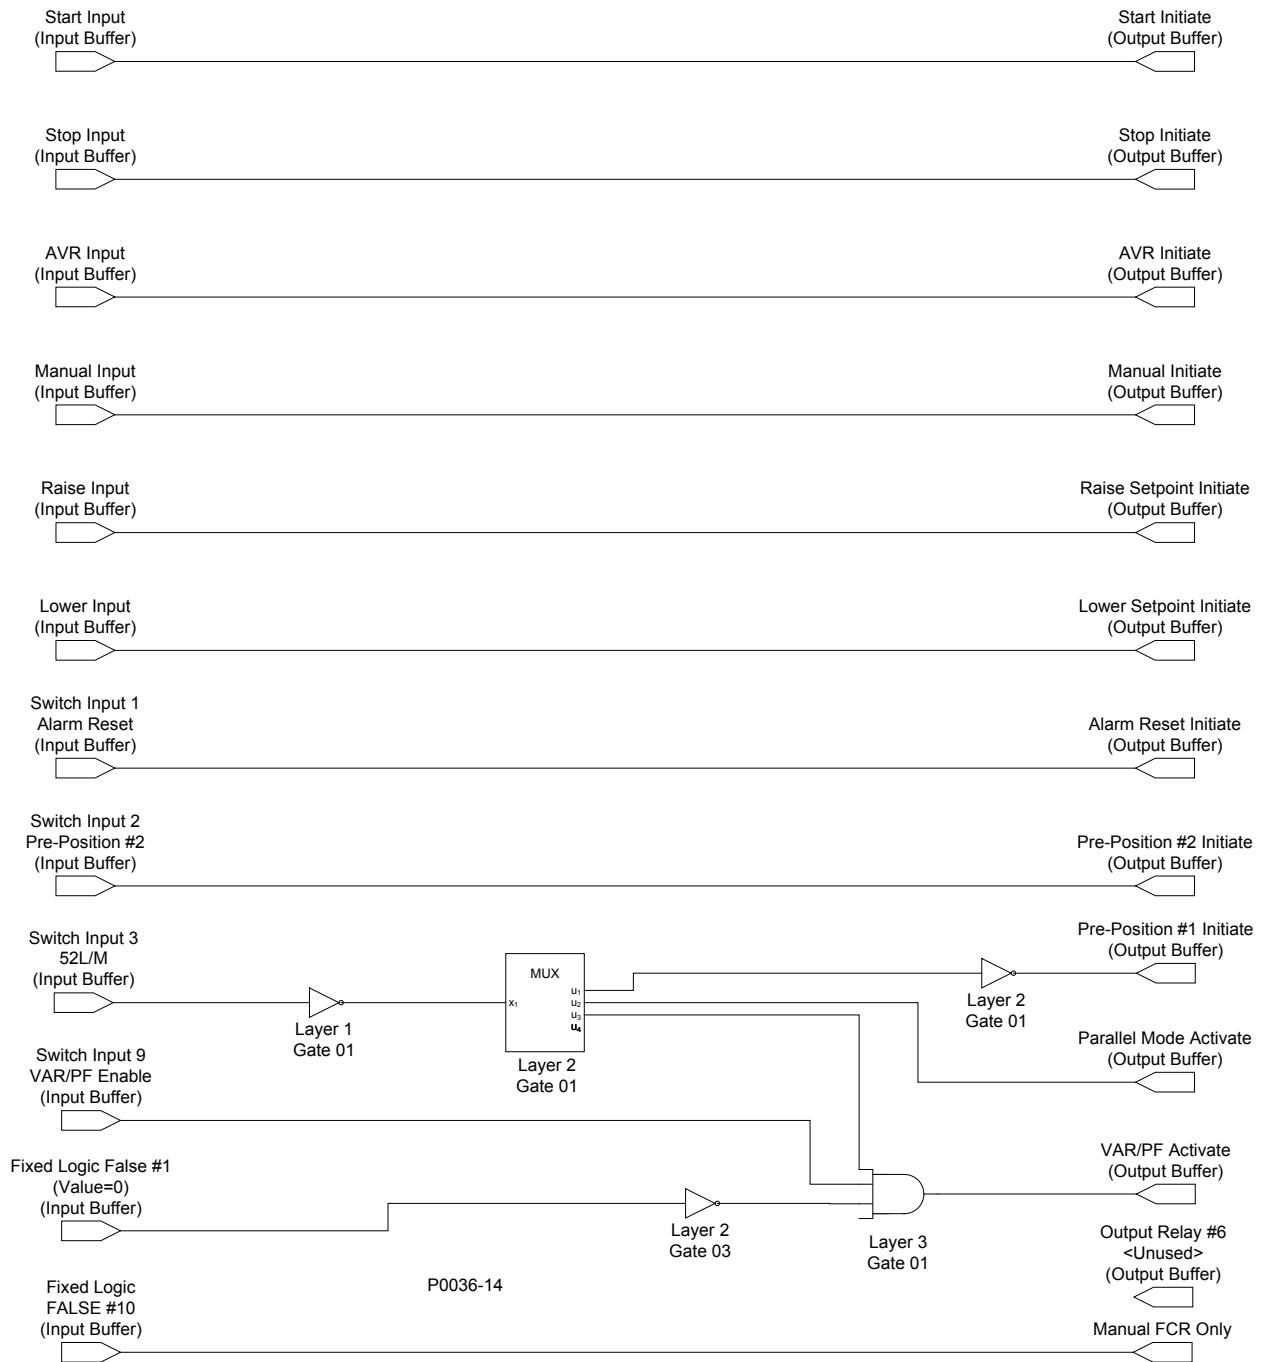 Start Input
(Input Buffer)
Start Initiate
(Output Buffer)
Stop Input
(Input Buffer)
Stop Initiate
(Output Buffer)
AVR Input
(Input Buffer)
AVR Initiate
(Output Buffer)
Manual Input
(Input Buffer)
Manual Initiate
(Output Buffer)
Raise Input
(Input Buffer)
Raise Setpoint Initiate
(Output Buffer)
Lower Input
(Input Buffer)
Lower Setpoint Initiate
(Output Buffer)
Switch Input 1
Alarm Reset
(Input Buffer)
Alarm Reset Initiate
(Output Buffer)
Switch Input 2
Pre-Position #2
(Input Buffer)
Pre-Position #2 Initiate
(Output Buffer)
Switch Input 3
52L/M
(Input Buffer)
Layer 1
Gate 01
MUX
x1
u1
u2
u3
u4
Layer 2
Gate 01
Layer 2
Gate 01
Pre-Position #1 Initiate
(Output Buffer)
Parallel Mode Activate
(Output Buffer)
Switch Input 9
VAR/PF Enable
(Input Buffer)
Fixed Logic False #1
(Value=0)
(Input Buffer)
Layer 2
Gate 03
Layer 3
Gate 01
VAR/PF Activate
(Output Buffer)
Output Relay #6
<Unused>
(Output Buffer)
P0036-14
Fixed Logic
FALSE #10
(Input Buffer)
Manual FCR Only